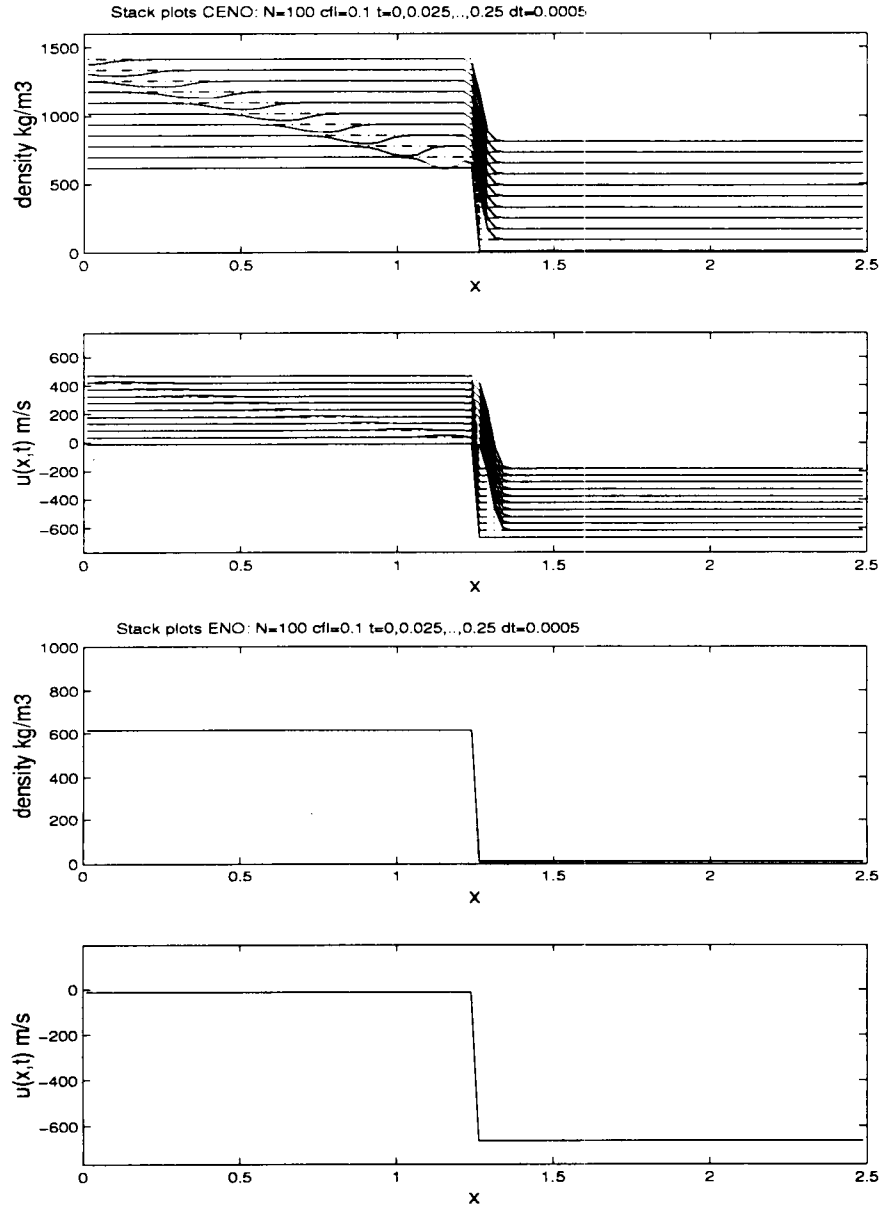 Stack plots CENO: N=100 cfl=0.1 t=0,0.025,..,0.25 dt=0.0005
density kg/m3
1500
1000
500
0
0 0.5 1 1.5 2 2.5
x
u(x,t) m/s
600
400
200
0
−200
−400
−600
0 0.5 1 1.5 2 2.5
x
Stack plots ENO: N=100 cfl=0.1 t=0,0.025,..,0.25 dt=0.0005
density kg/m3
1000
800
600
400
200
0
0 0.5 1 1.5 2 2.5
x
u(x,t) m/s
0
−200
−400
−600
0 0.5 1 1.5 2 2.5
x